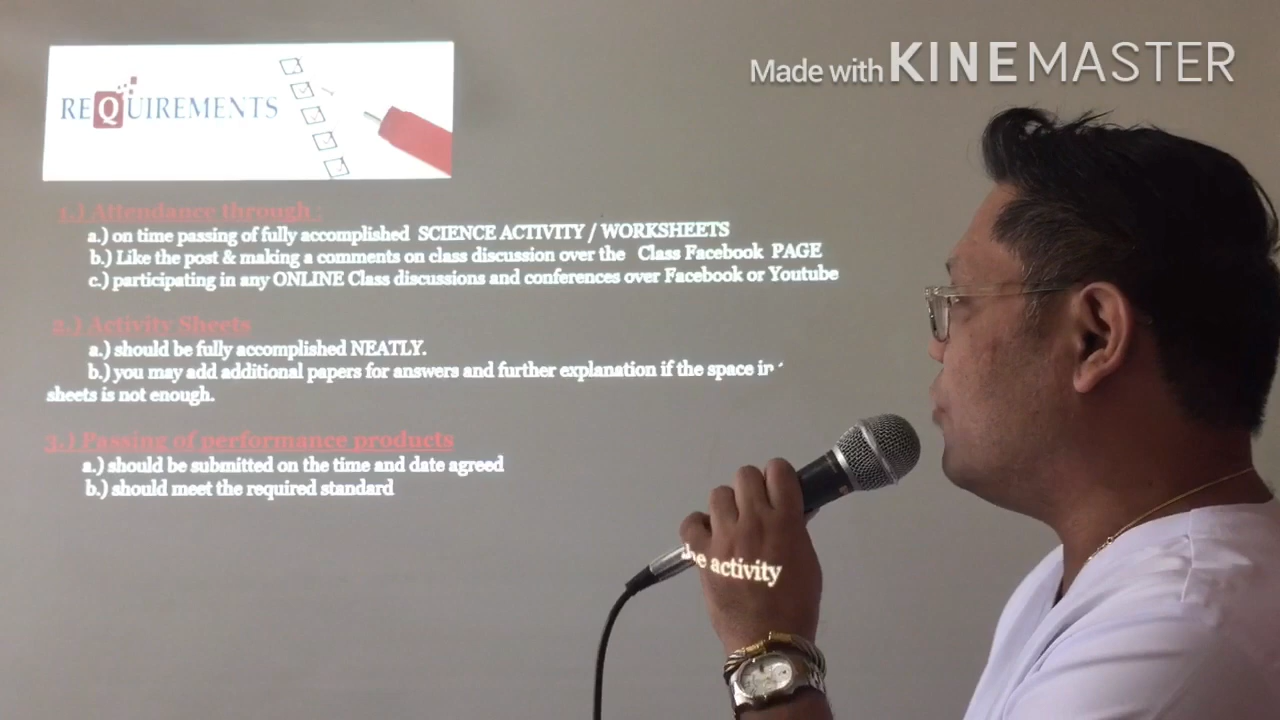 Made with KINEMASTER
REQUIREMENTS
1.) Attendance through :
a.) on time passing of fully accomplished SCIENCE ACTIVITY / WORKSHEETS
b.) Like the post & making a comments on class discussion over the Class Facebook PAGE
c.) participating in any ONLINE Class discussions and conferences over Facebook or Youtube
2.) Activity Sheets
a.) should be fully accomplished NEATLY.
b.) you may add additional papers for answers and further explanation if the space in
the activity
sheets is not enough.
3.) Passing of performance products
a.) should be submitted on the time and date agreed
b.) should meet the required standard